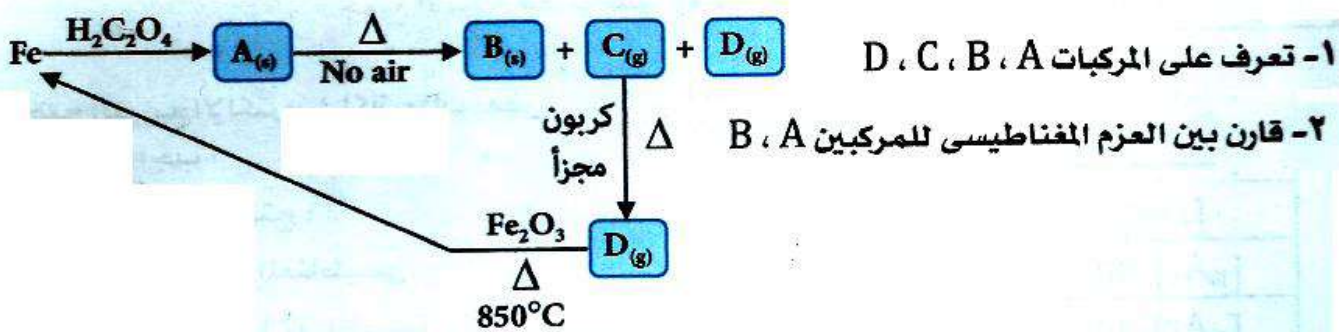 Fe H₂C₂O₄ A(s) Δ No air B(s) + C(g) + D(g)
١- تعرف على المركبات D ، C ، B ، A
كربون مجزأ Δ
٢- قارن بين العزم المغناطيسى للمركبين B ، A
Fe₂O₃ Δ 850°C D(g)